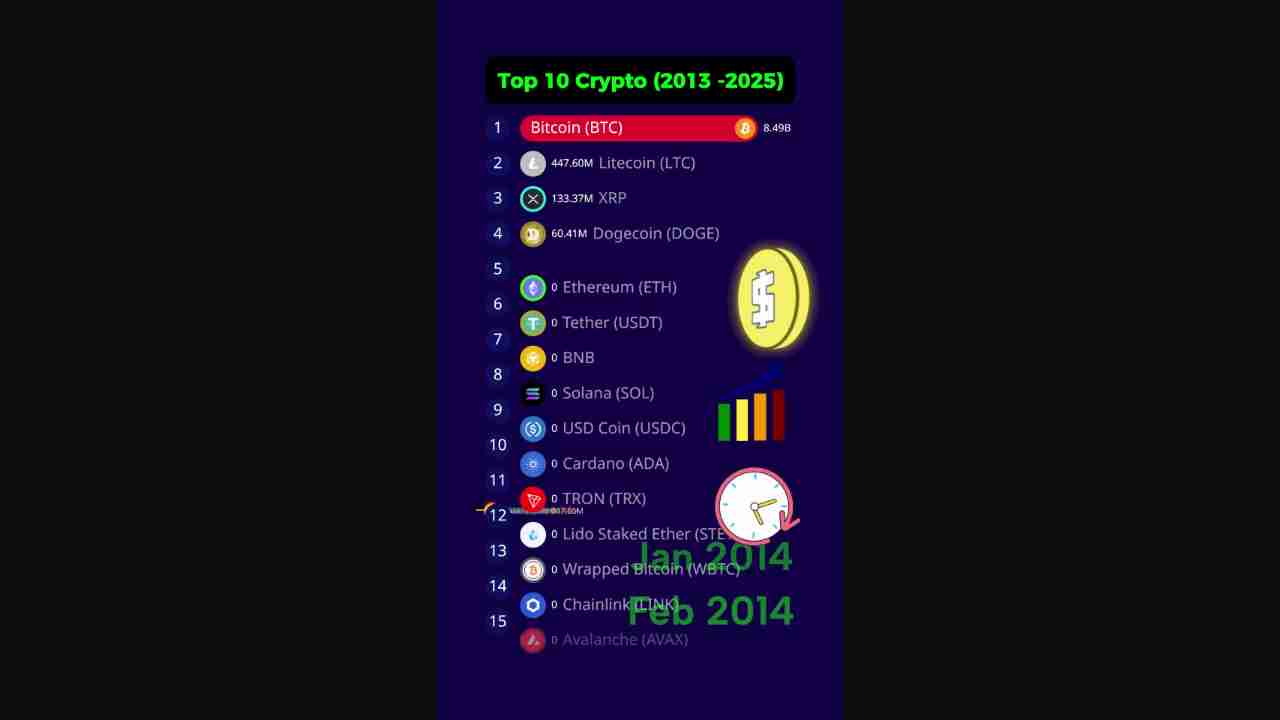 Top 10 Crypto (2013 -2025)
1 Bitcoin (BTC) 8.49B
2 447.60M Litecoin (LTC)
3 133.37M XRP
4 60.41M Dogecoin (DOGE)
5
0 Ethereum (ETH)
6
0 Tether (USDT)
7
0 BNB
8
0 Solana (SOL)
9
0 USD Coin (USDC)
10
0 Cardano (ADA)
11
0 TRON (TRX)
12
0 Lido Staked Ether (STE
13
Jan 2014
0 Wrapped Bitcoin (WBTC)
14
0 Chainlink (LINK)
Feb 2014
15
0 Avalanche (AVAX)